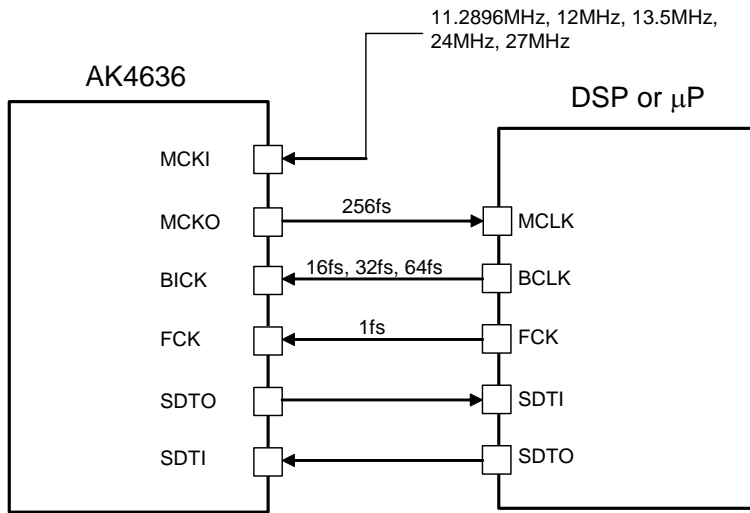 11.2896MHz, 12MHz, 13.5MHz,
24MHz, 27MHz
AK4636
DSP or μP
MCKI
MCKO
256fs
MCLK
BICK
16fs, 32fs, 64fs
BCLK
FCK
1fs
FCK
SDTO
SDTI
SDTI
SDTO